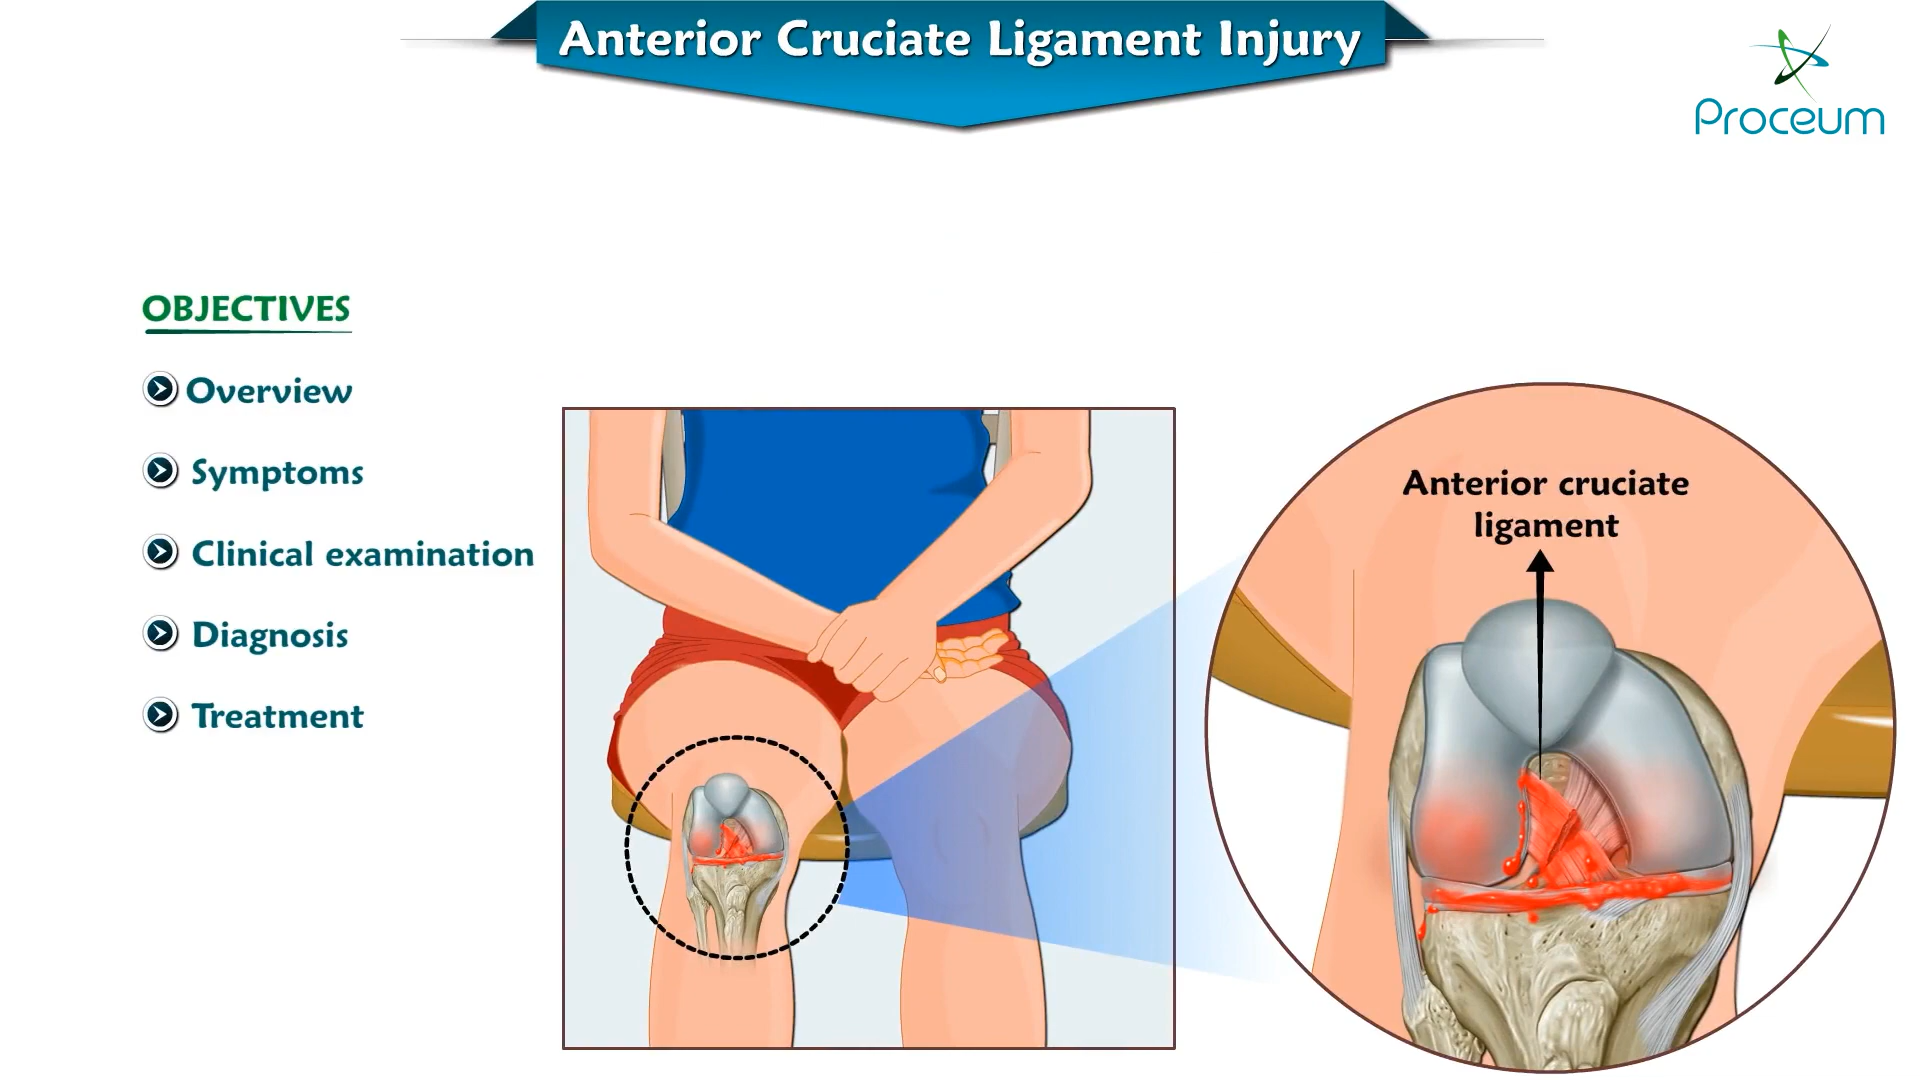 Anterior Cruciate Ligament Injury
Proceum
OBJECTIVES
Overview
Symptoms
Clinical examination
Diagnosis
Treatment
Anterior cruciate
ligament